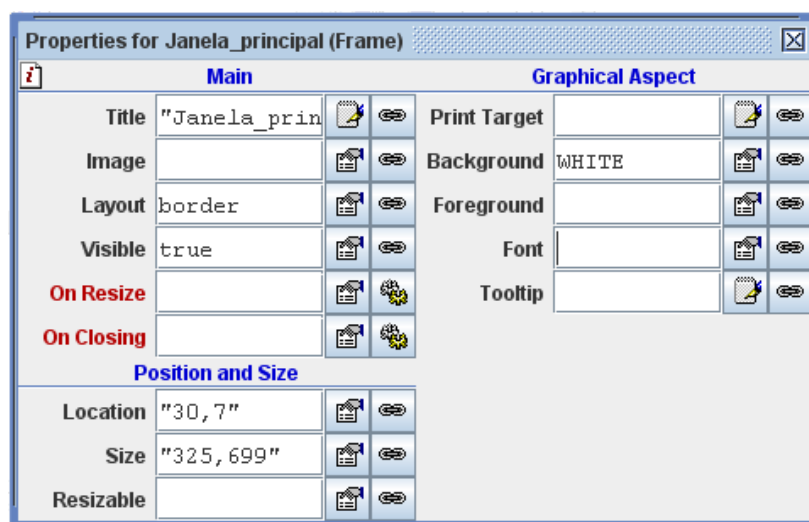 Properties for Janela_principal (Frame)
Main
Title "Janela_prin
Image
Layout border
Visible true
On Resize
On Closing
Position and Size
Location "30,7"
Size "325,699"
Resizable
Graphical Aspect
Print Target
Background WHITE
Foreground
Font
Tooltip